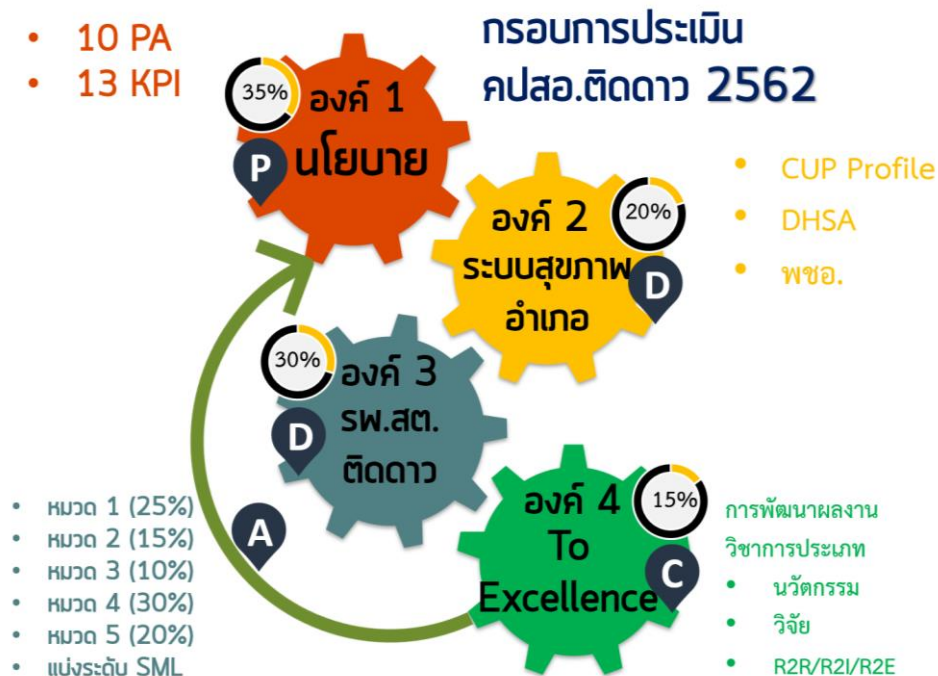 กรอบการประเมิน
คปสอ.ติดดาว 2562
• 10 PA
• 13 KPI
35%
องค์ 1
นโยบาย
P
20%
องค์ 2
ระบบสุขภาพ
อำเภอ
D
• CUP Profile
• DHSA
• พชอ.
30%
องค์ 3
รพ.สต.
ติดดาว
D
• หมวด 1 (25%)
• หมวด 2 (15%)
• หมวด 3 (10%)
• หมวด 4 (30%)
• หมวด 5 (20%)
• แบ่งระดับ SML
A
15%
องค์ 4
To
Excellence
C
การพัฒนาผลงาน
วิชาการประเภท
• นวัตกรรม
• วิจัย
• R2R/R2I/R2E